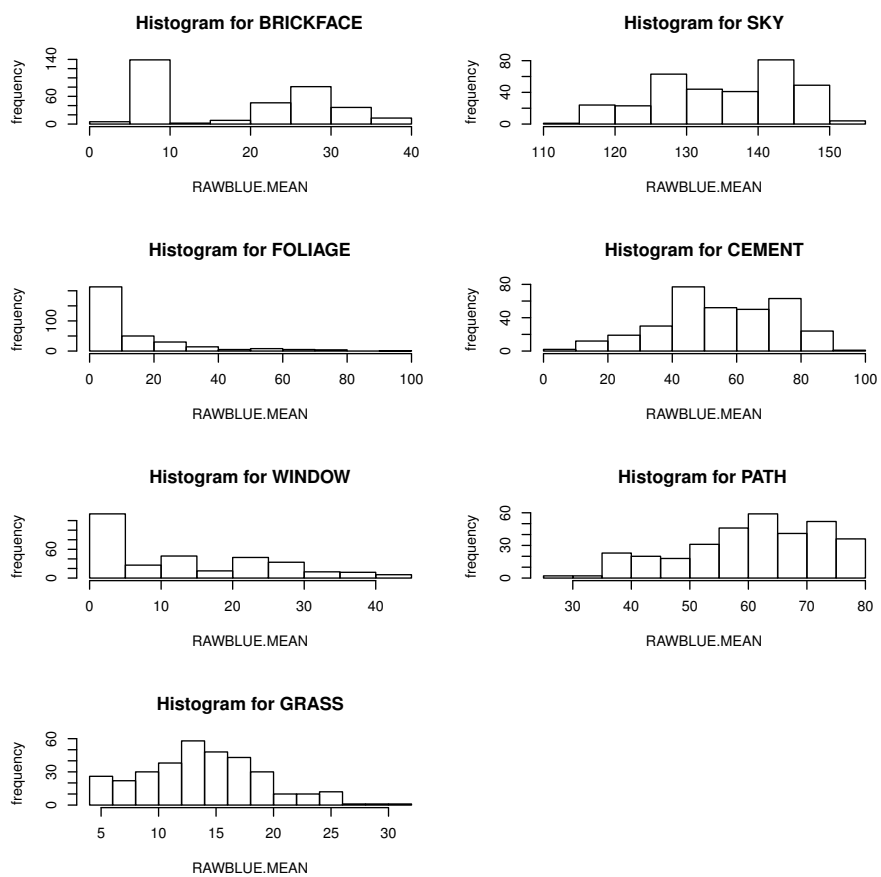 Histogram for BRICKFACE
frequency
0 60 140
0 10 20 30 40
RAWBLUE.MEAN
Histogram for SKY
frequency
0 40 80
110 120 130 140 150
RAWBLUE.MEAN
Histogram for FOLIAGE
frequency
0 100
0 20 40 60 80 100
RAWBLUE.MEAN
Histogram for CEMENT
frequency
0 40 80
0 20 40 60 80 100
RAWBLUE.MEAN
Histogram for WINDOW
frequency
0 60
0 10 20 30 40
RAWBLUE.MEAN
Histogram for PATH
frequency
0 30 60
30 40 50 60 70 80
RAWBLUE.MEAN
Histogram for GRASS
frequency
0 30 60
5 10 15 20 25 30
RAWBLUE.MEAN